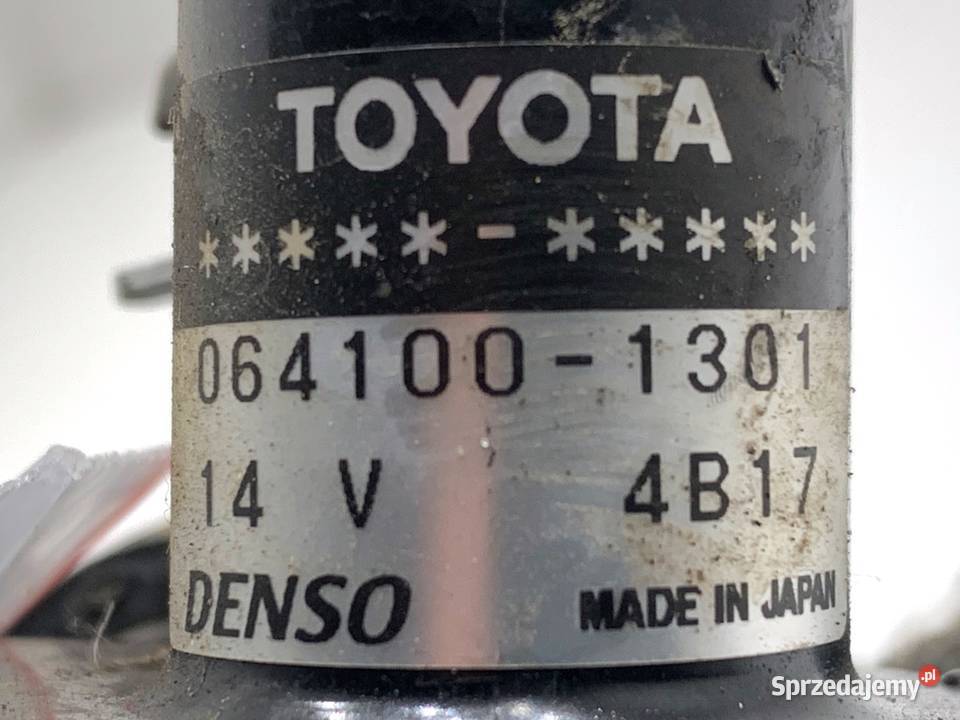 TOYOTA
*****-*****
064100-1301
14 V 4B17
DENSO MADE IN JAPAN
Sprzedajemy.pl